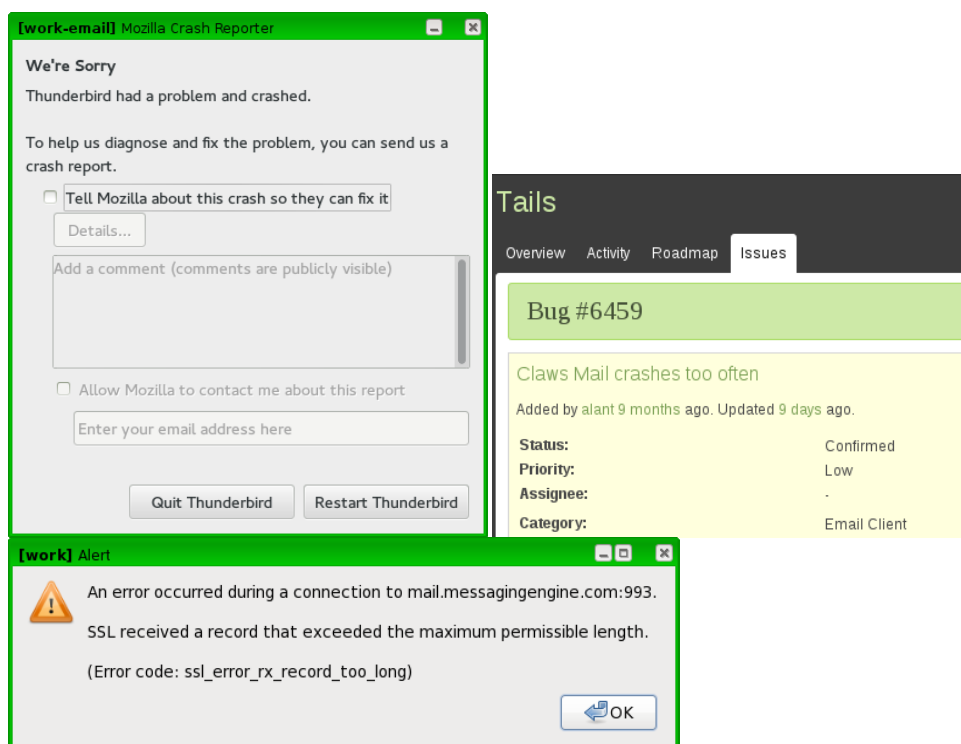 [work-email] Mozilla Crash Reporter
We're Sorry
Thunderbird had a problem and crashed.
To help us diagnose and fix the problem, you can send us a
crash report.
Tell Mozilla about this crash so they can fix it
Details...
Add a comment (comments are publicly visible)
Allow Mozilla to contact me about this report
Enter your email address here
Quit Thunderbird Restart Thunderbird
Tails
Overview Activity Roadmap Issues
Bug #6459
Claws Mail crashes too often
Added by alant 9 months ago. Updated 9 days ago.
Status: Confirmed
Priority: Low
Assignee: -
Category: Email Client
[work] Alert
An error occurred during a connection to mail.messagingengine.com:993.
SSL received a record that exceeded the maximum permissible length.
(Error code: ssl_error_rx_record_too_long)
OK